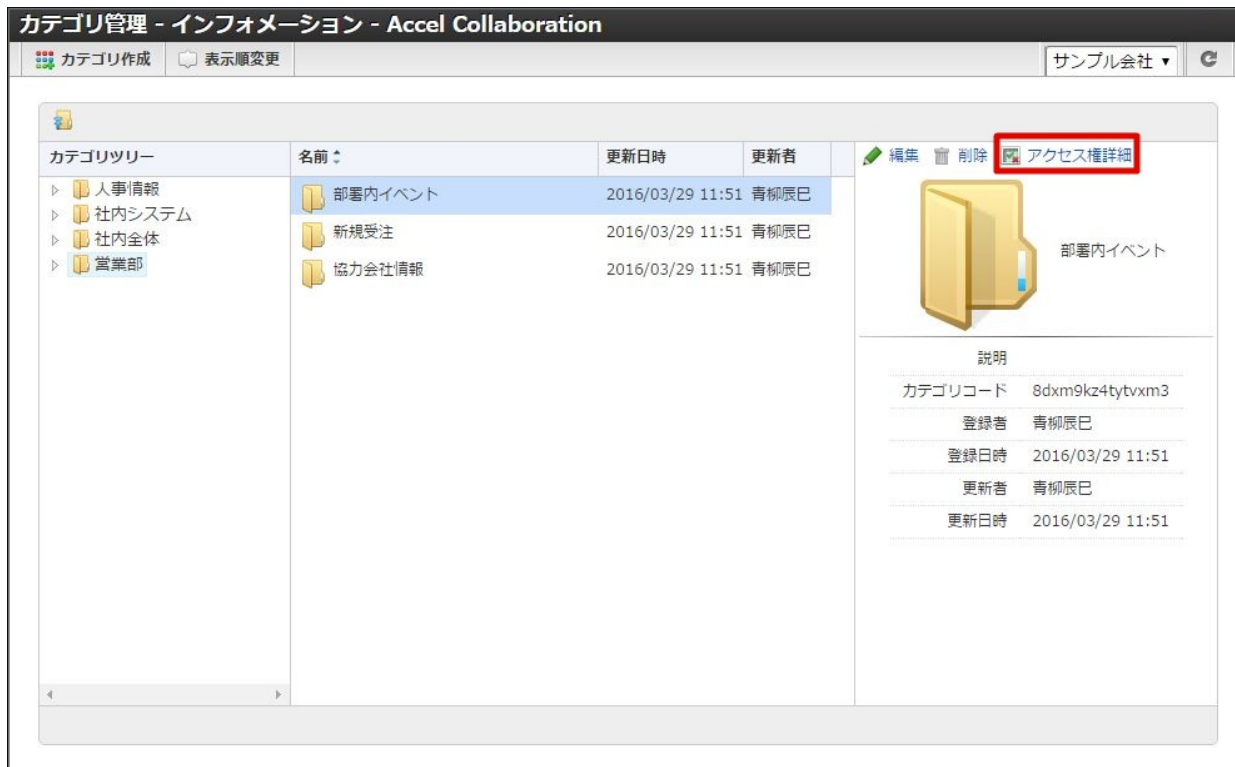 カテゴリ管理 - インフォメーション - Accel Collaboration
カテゴリ作成 表示順変更 サンプル会社
カテゴリツリー 名前 更新日時 更新者 編集 削除 アクセス権詳細
人事情報
社内システム
社内全体
営業部
部署内イベント 2016/03/29 11:51 青柳辰巳
新規受注 2016/03/29 11:51 青柳辰巳
協力会社情報 2016/03/29 11:51 青柳辰巳
部署内イベント
説明
カテゴリコード 8dxm9kz4tytvxm3
登録者 青柳辰巳
登録日時 2016/03/29 11:51
更新者 青柳辰巳
更新日時 2016/03/29 11:51